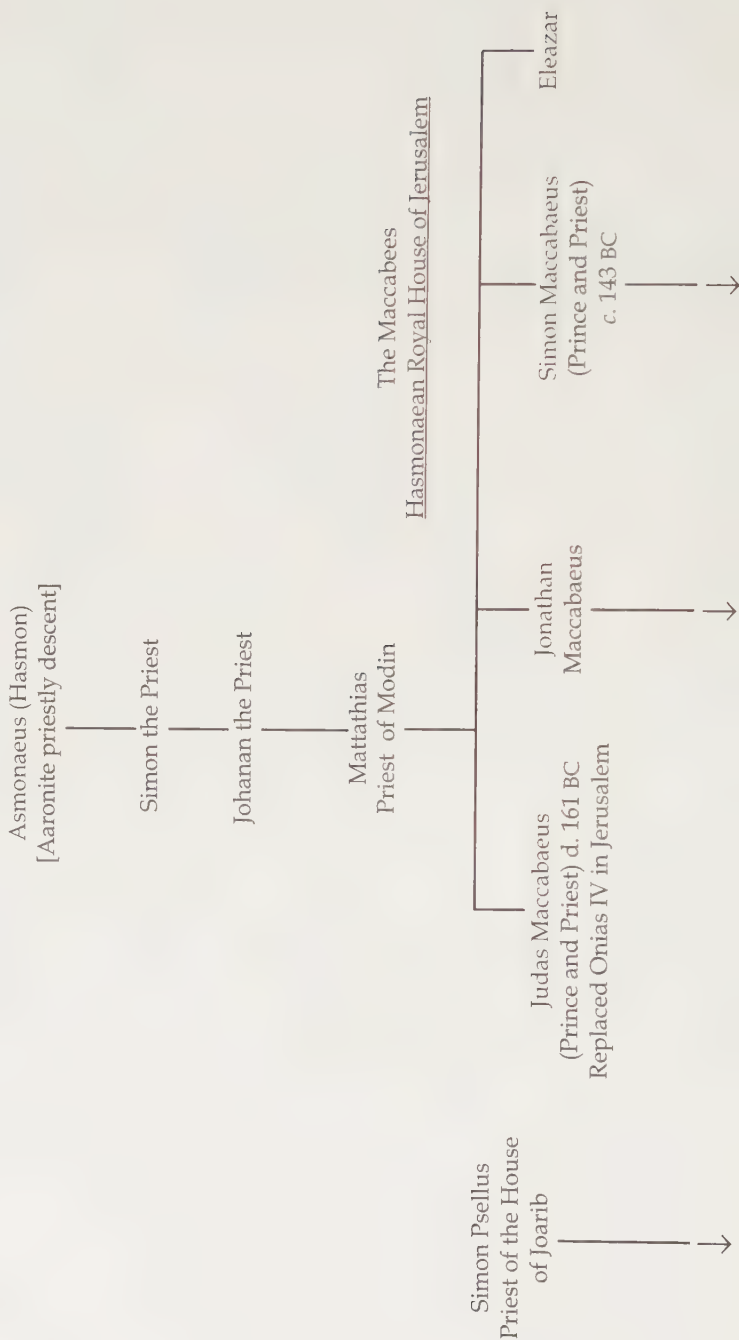 Asmonaeus (Hasmon)
[Aaronite priestly descent]
Simon the Priest
Johanan the Priest
Mattathias
Priest of Modin
The Maccabees
Hasmonaean Royal House of Jerusalem
Simon Psellus
Priest of the House
of Joarib
Judas Maccabaeus
(Prince and Priest) d. 161 BC
Replaced Onias IV in Jerusalem
Jonathan
Maccabaeus
Simon Maccabaeus
(Prince and Priest)
c. 143 BC
Eleazar